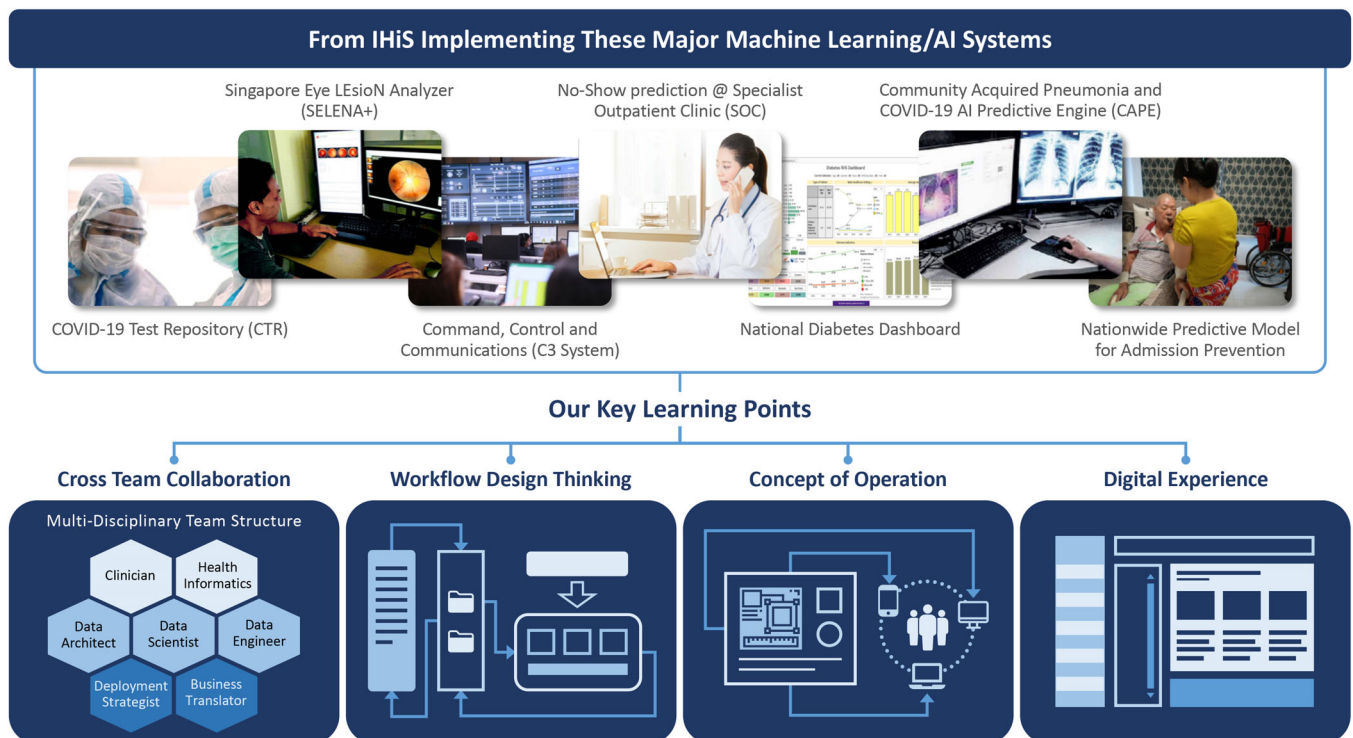 From IHiS Implementing These Major Machine Learning/AI Systems
Singapore Eye LEsioN Analyzer
(SELENA+)
No-Show prediction @ Specialist
Outpatient Clinic (SOC)
Community Acquired Pneumonia and
COVID-19 AI Predictive Engine (CAPE)
Diabetes SHS Dashboard
COVID-19 Test Repository (CTR)
Command, Control and
Communications (C3 System)
National Diabetes Dashboard
Nationwide Predictive Model
for Admission Prevention
Our Key Learning Points
Cross Team Collaboration
Workflow Design Thinking
Concept of Operation
Digital Experience
Multi-Disciplinary Team Structure
Clinician
Health
Informatics
Data
Architect
Data
Scientist
Data
Engineer
Deployment
Strategist
Business
Translator